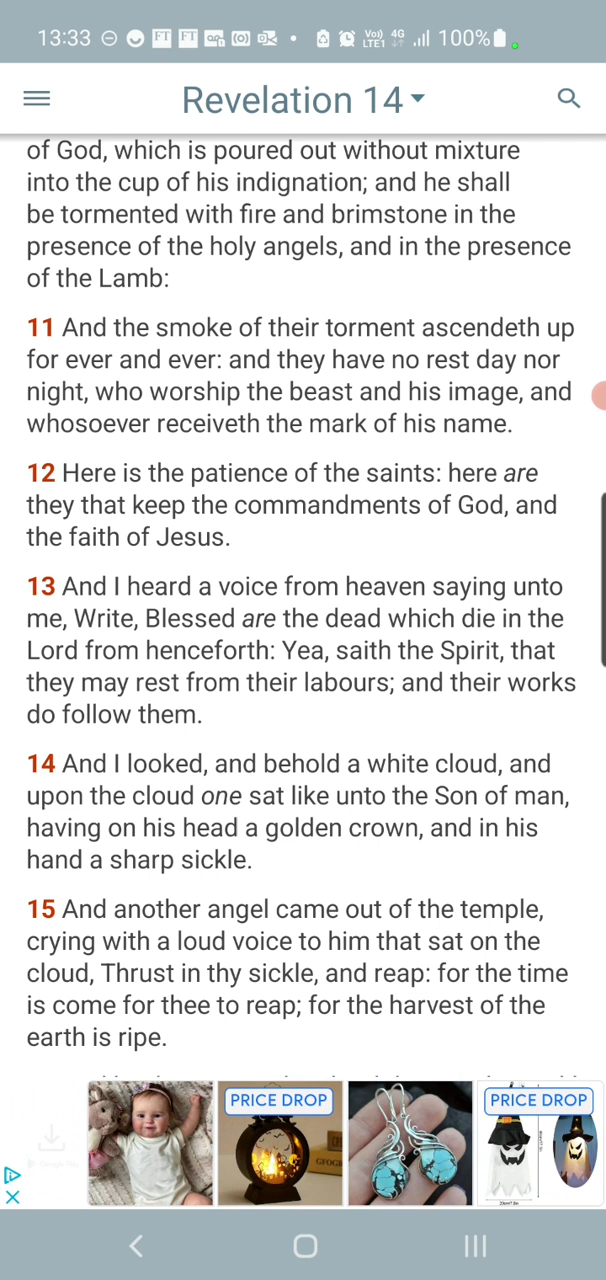 13:33
FT FT
Vo) LTE1 4G 100%
Revelation 14
of God, which is poured out without mixture
into the cup of his indignation; and he shall
be tormented with fire and brimstone in the
presence of the holy angels, and in the presence
of the Lamb:
11 And the smoke of their torment ascendeth up
for ever and ever: and they have no rest day nor
night, who worship the beast and his image, and
whosoever receiveth the mark of his name.
12 Here is the patience of the saints: here are
they that keep the commandments of God, and
the faith of Jesus.
13 And I heard a voice from heaven saying unto
me, Write, Blessed are the dead which die in the
Lord from henceforth: Yea, saith the Spirit, that
they may rest from their labours; and their works
do follow them.
14 And I looked, and behold a white cloud, and
upon the cloud one sat like unto the Son of man,
having on his head a golden crown, and in his
hand a sharp sickle.
15 And another angel came out of the temple,
crying with a loud voice to him that sat on the
cloud, Thrust in thy sickle, and reap: for the time
is come for thee to reap; for the harvest of the
earth is ripe.
PRICE DROP
PRICE DROP
Google Play